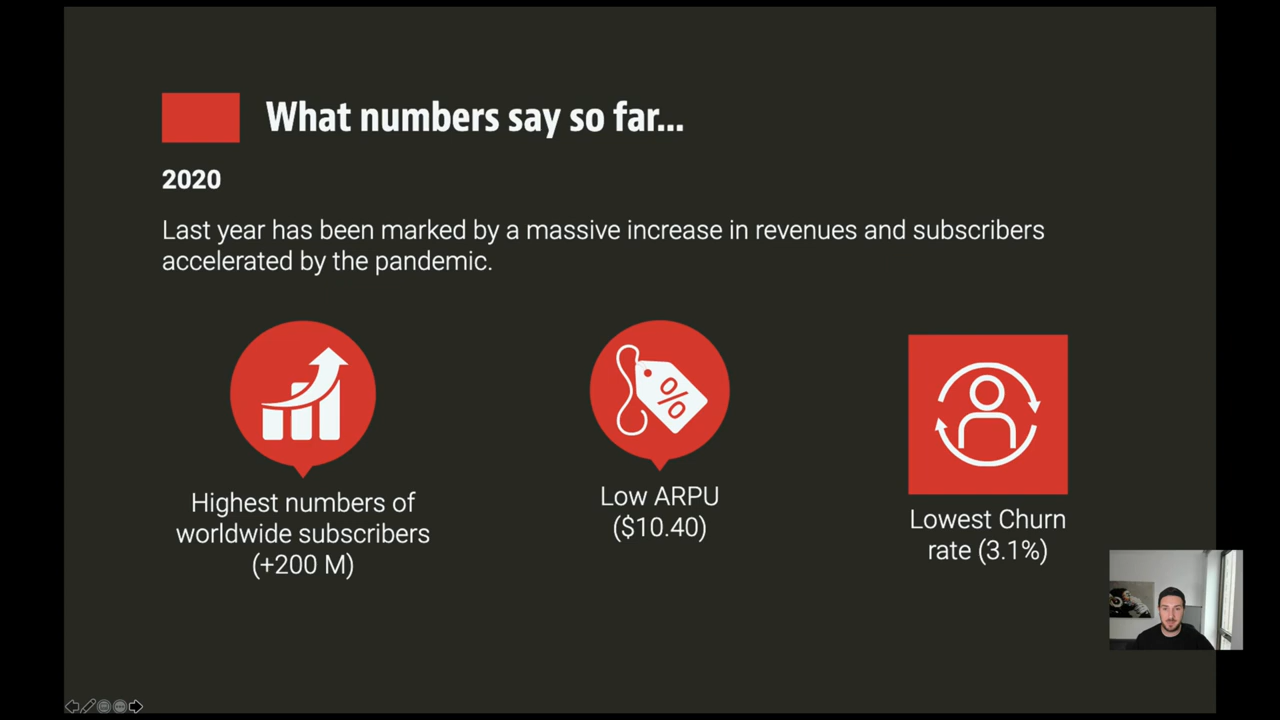 What numbers say so far...
2020
Last year has been marked by a massive increase in revenues and subscribers
accelerated by the pandemic.
Highest numbers of
worldwide subscribers
(+200 M)
%
Low ARPU
($10.40)
Lowest Churn
rate (3.1%)